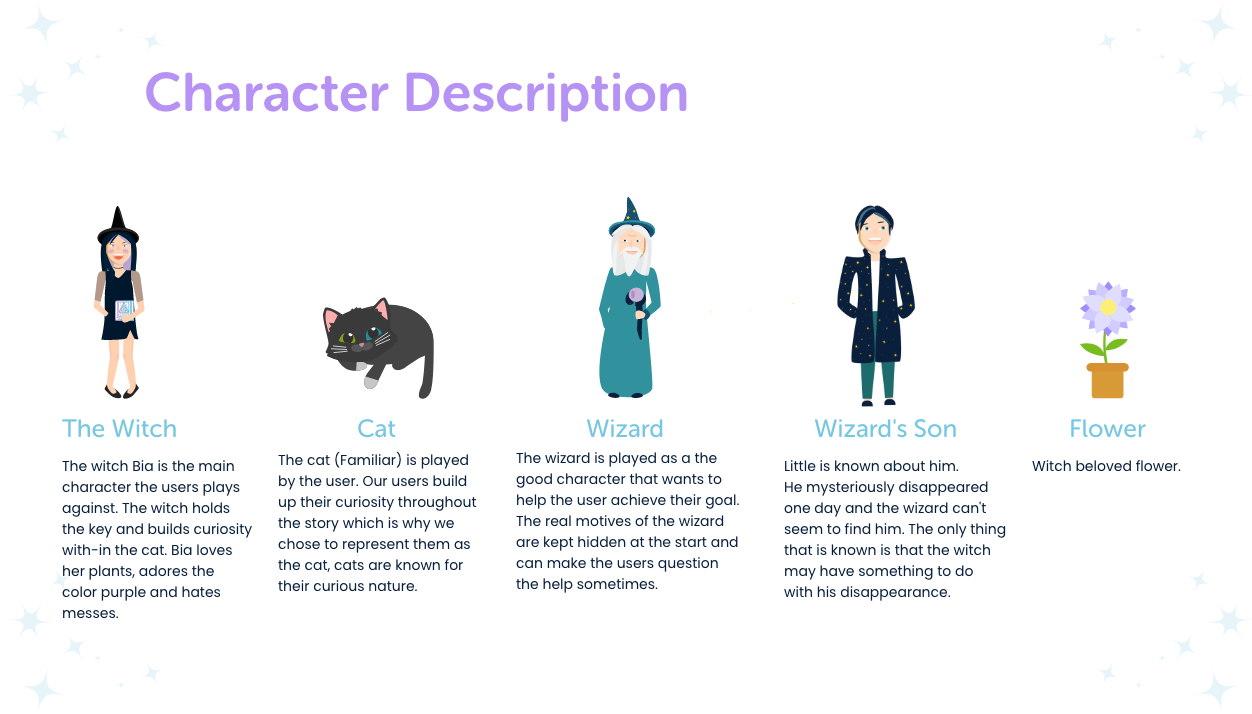 Character Description
The Witch
The witch Bia is the main
character the users plays
against. The witch holds
the key and builds curiosity
with-in the cat. Bia loves
her plants, adores the
color purple and hates
messes.
Cat
The cat (Familiar) is played
by the user. Our users build
up their curiosity throughout
the story which is why we
chose to represent them as
the cat, cats are known for
their curious nature.
Wizard
The wizard is played as a the
good character that wants to
help the user achieve their goal.
The real motives of the wizard
are kept hidden at the start and
can make the users question
the help sometimes.
Wizard's Son
Little is known about him.
He mysteriously disappeared
one day and the wizard can't
seem to find him. The only thing
that is known is that the witch
may have something to do
with his disappearance.
Flower
Witch beloved flower.